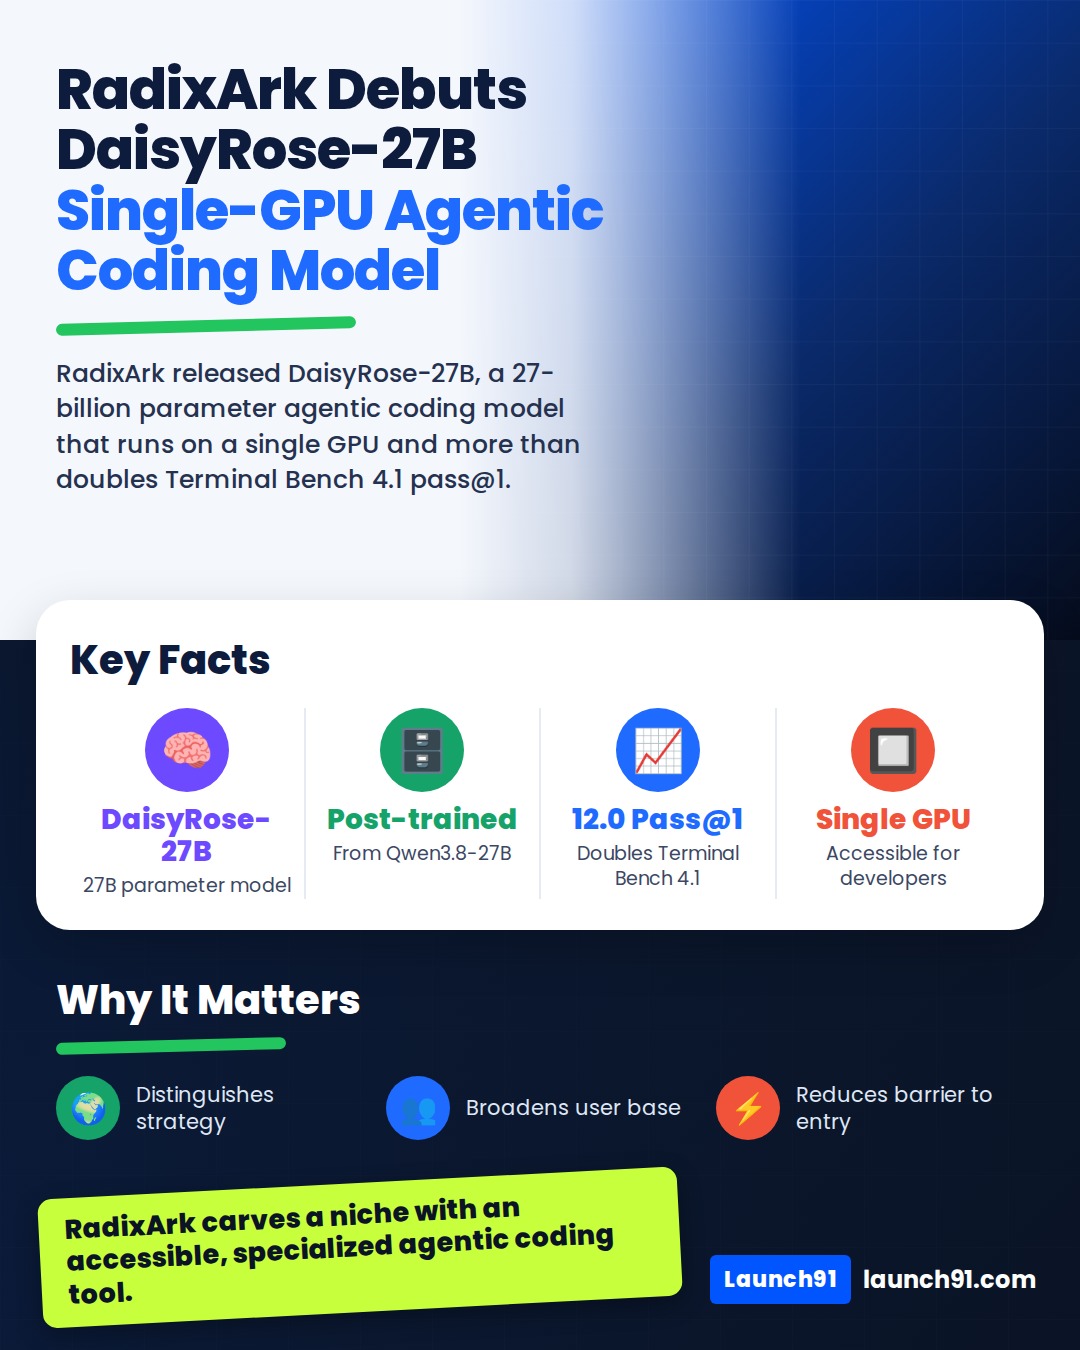 RadixArk Debuts
DaisyRose-27B
Single-GPU Agentic
Coding Model
RadixArk released DaisyRose-27B, a 27-
billion parameter agentic coding model
that runs on a single GPU and more than
doubles Terminal Bench 4.1 pass@1.
Key Facts
DaisyRose-
27B
27B parameter model
Post-trained
From Qwen3.8-27B
12.0 Pass@1
Doubles Terminal
Bench 4.1
Single GPU
Accessible for
developers
Why It Matters
Distinguishes
strategy
Broadens user base
Reduces barrier to
entry
RadixArk carves a niche with an
accessible, specialized agentic coding
tool.
Launch91 launch91.com